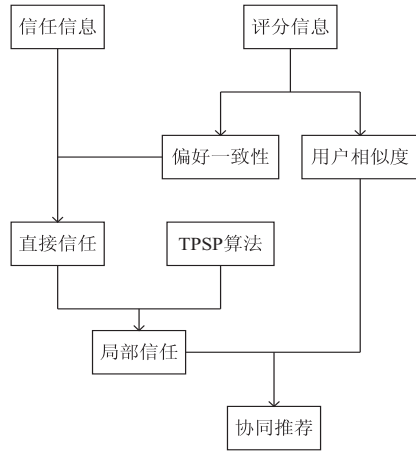 信任信息
评分信息
偏好一致性
用户相似度
直接信任
TPSP算法
局部信任
协同推荐